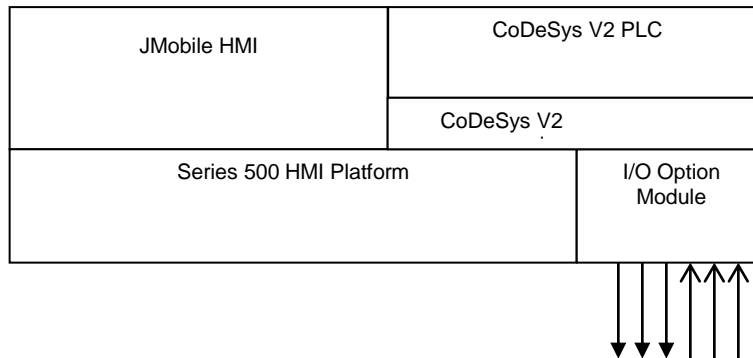 JMobile HMI
CoDeSys V2 PLC
CoDeSys V2
Series 500 HMI Platform
I/O Option
Module